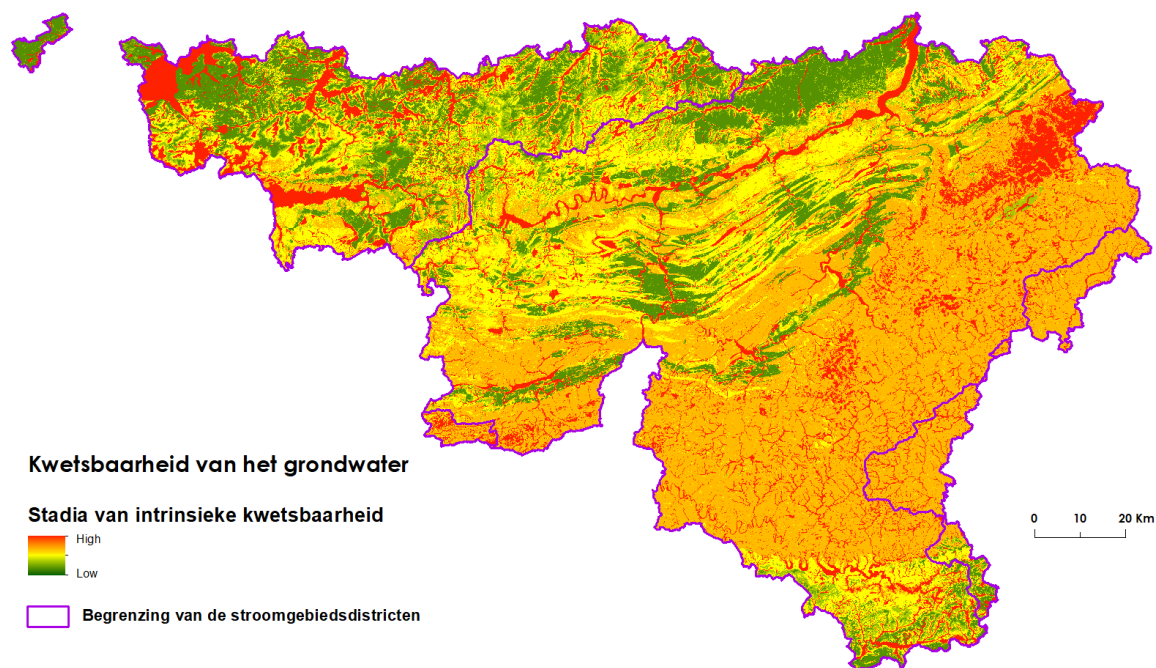 Kwetsbaarheid van het grondwater
Stadia van intrinsieke kwetsbaarheid
High
Low
Begrenzing van de stroomgebiedsdistricten
0 10 20 Km